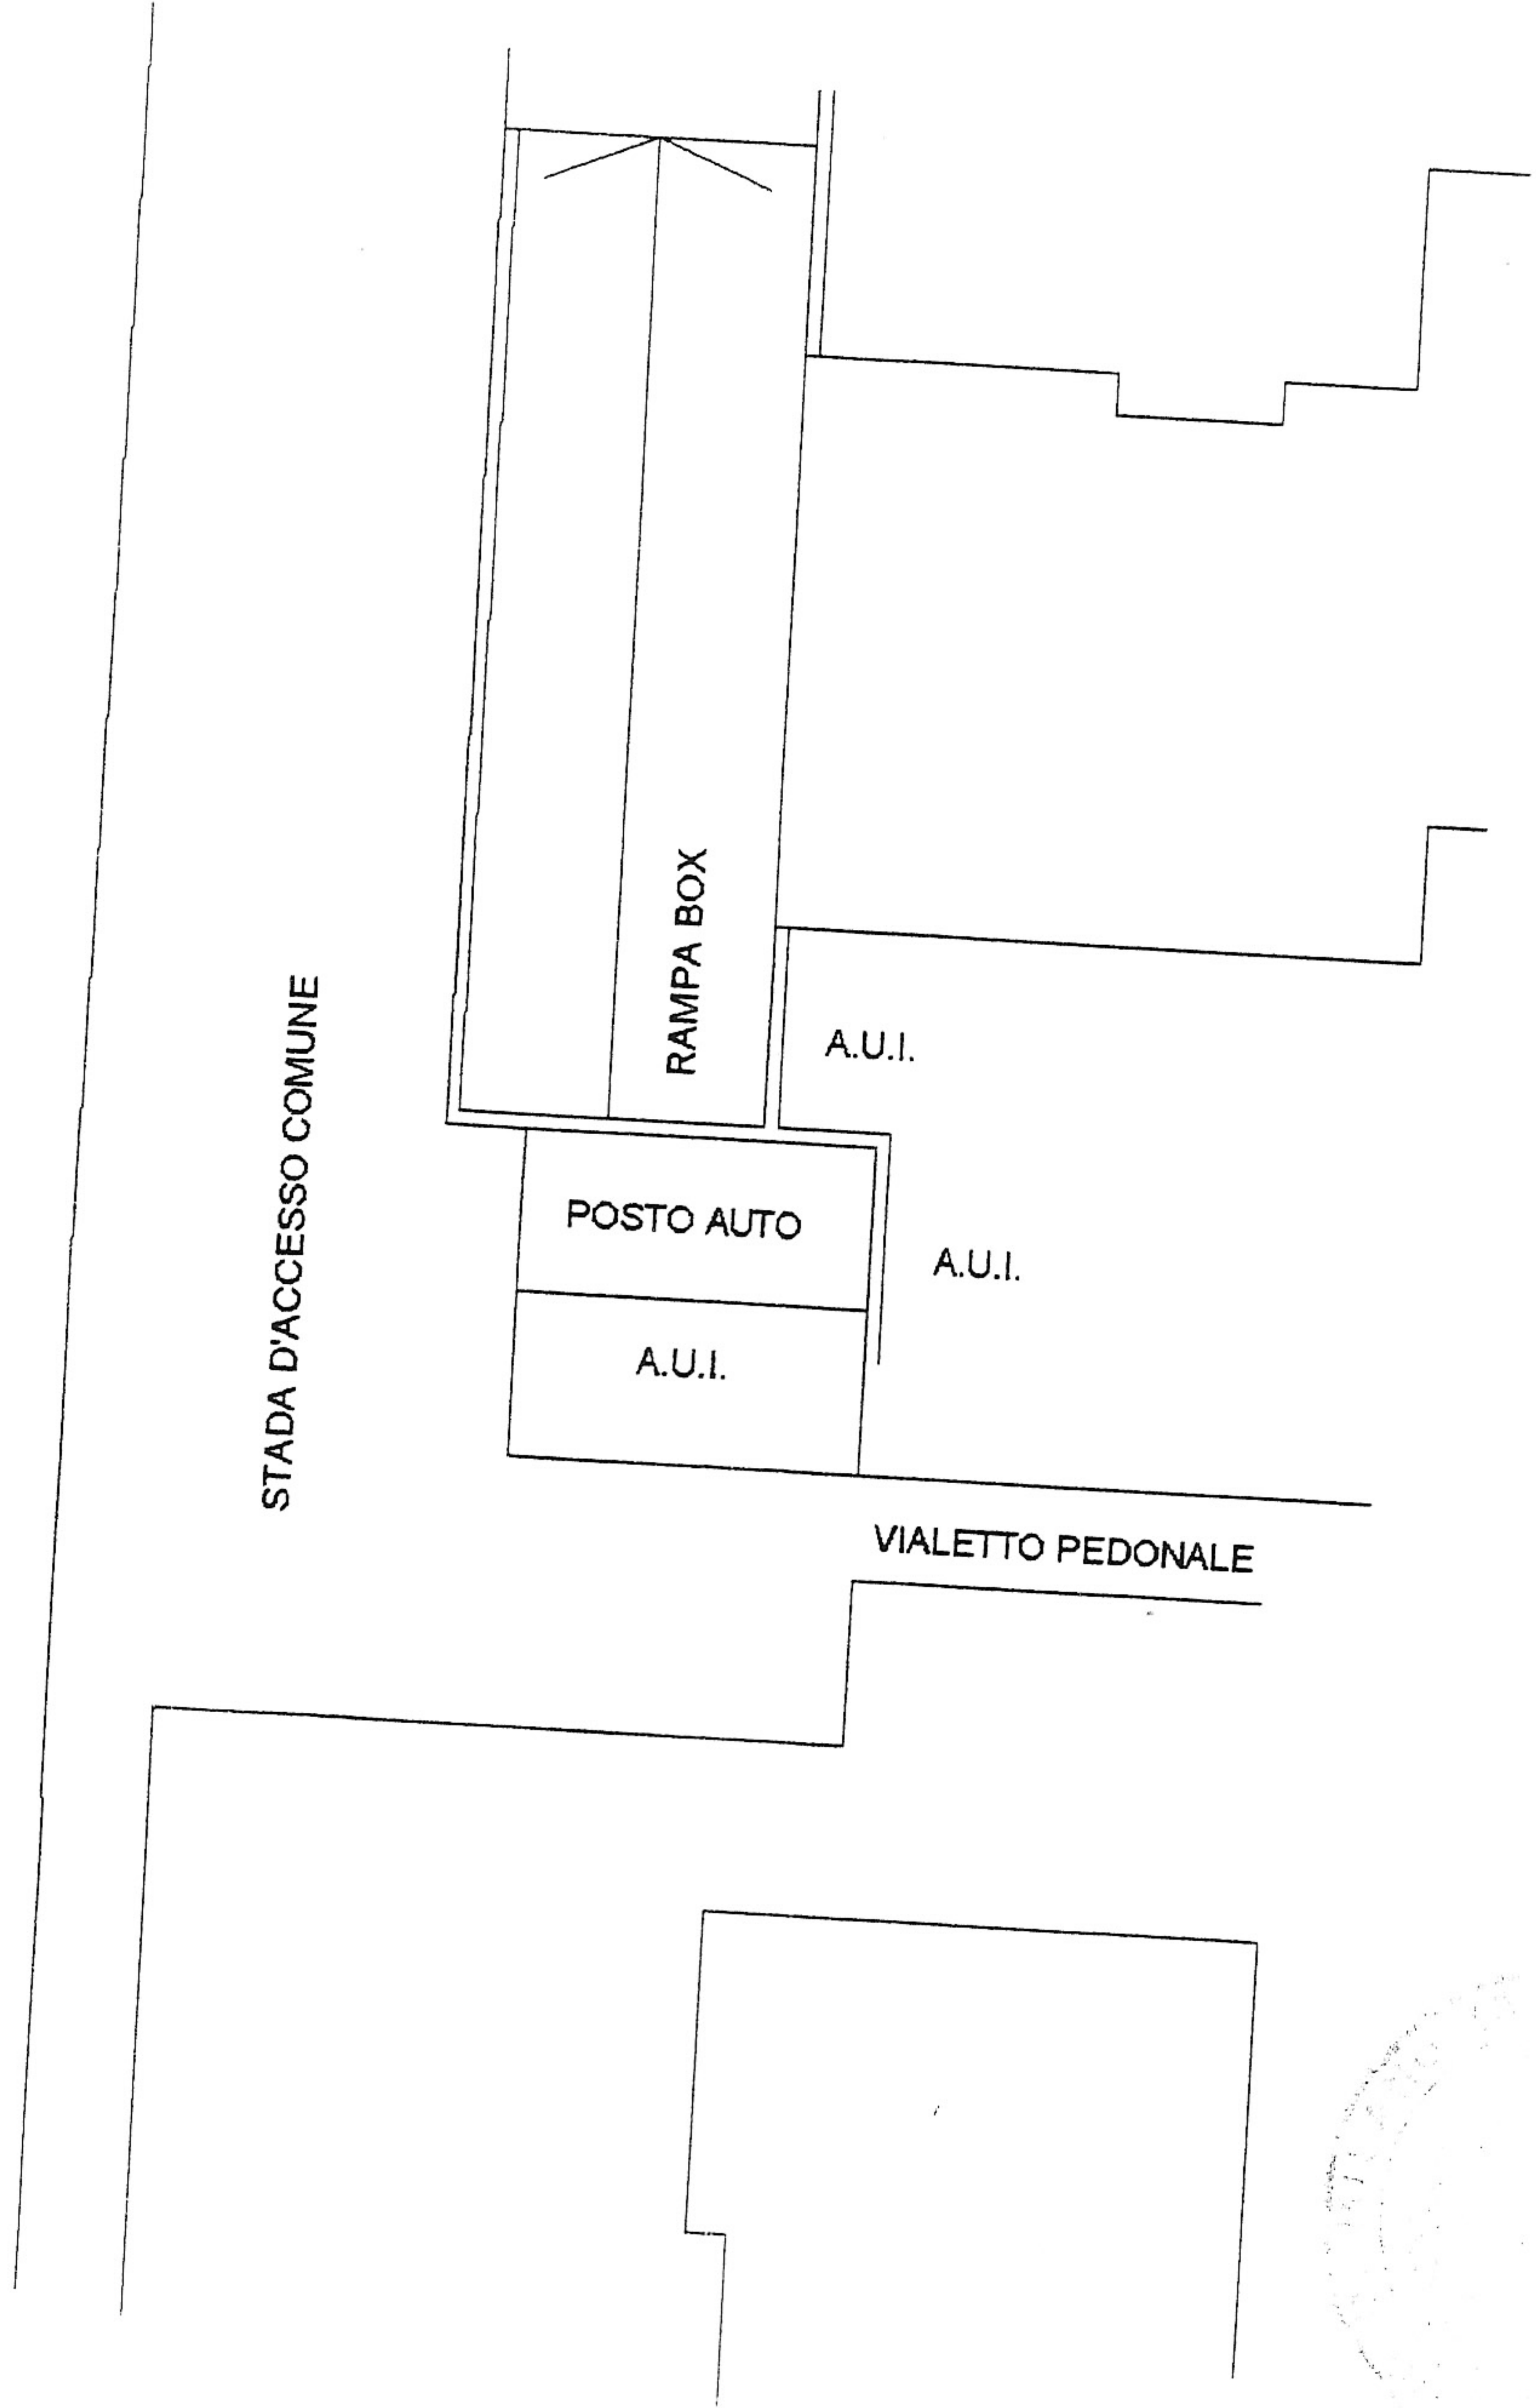 STADA D'ACCESSO COMUNE
RAMPA BOX
A.U.I.
POSTO AUTO
A.U.I.
A.U.I.
VIALETTO PEDONALE